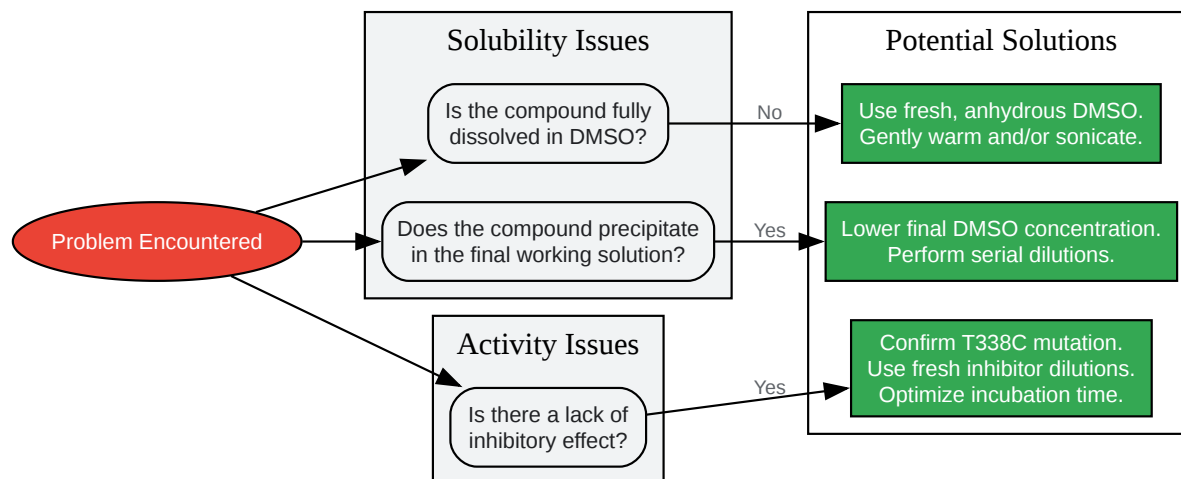 Solubility Issues
Potential Solutions
Is the compound fully
dissolved in DMSO?
No
Use fresh, anhydrous DMSO.
Gently warm and/or sonicate.
Problem Encountered
Does the compound precipitate
in the final working solution?
Yes
Lower final DMSO concentration.
Perform serial dilutions.
Activity Issues
Is there a lack of
inhibitory effect?
Yes
Confirm T338C mutation.
Use fresh inhibitor dilutions.
Optimize incubation time.